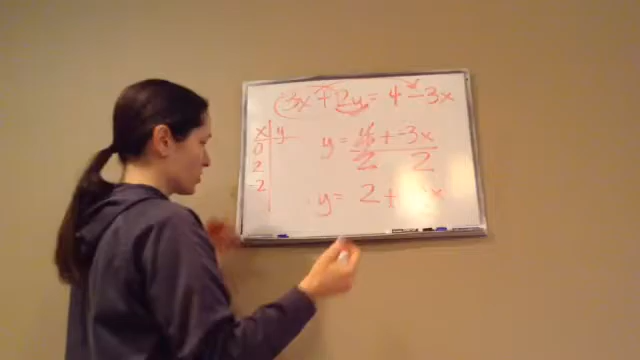 3x + 2y = 4 - 3x
x y
0
2
-2
y = 4 + -3x
2 2
y = 2 +
x